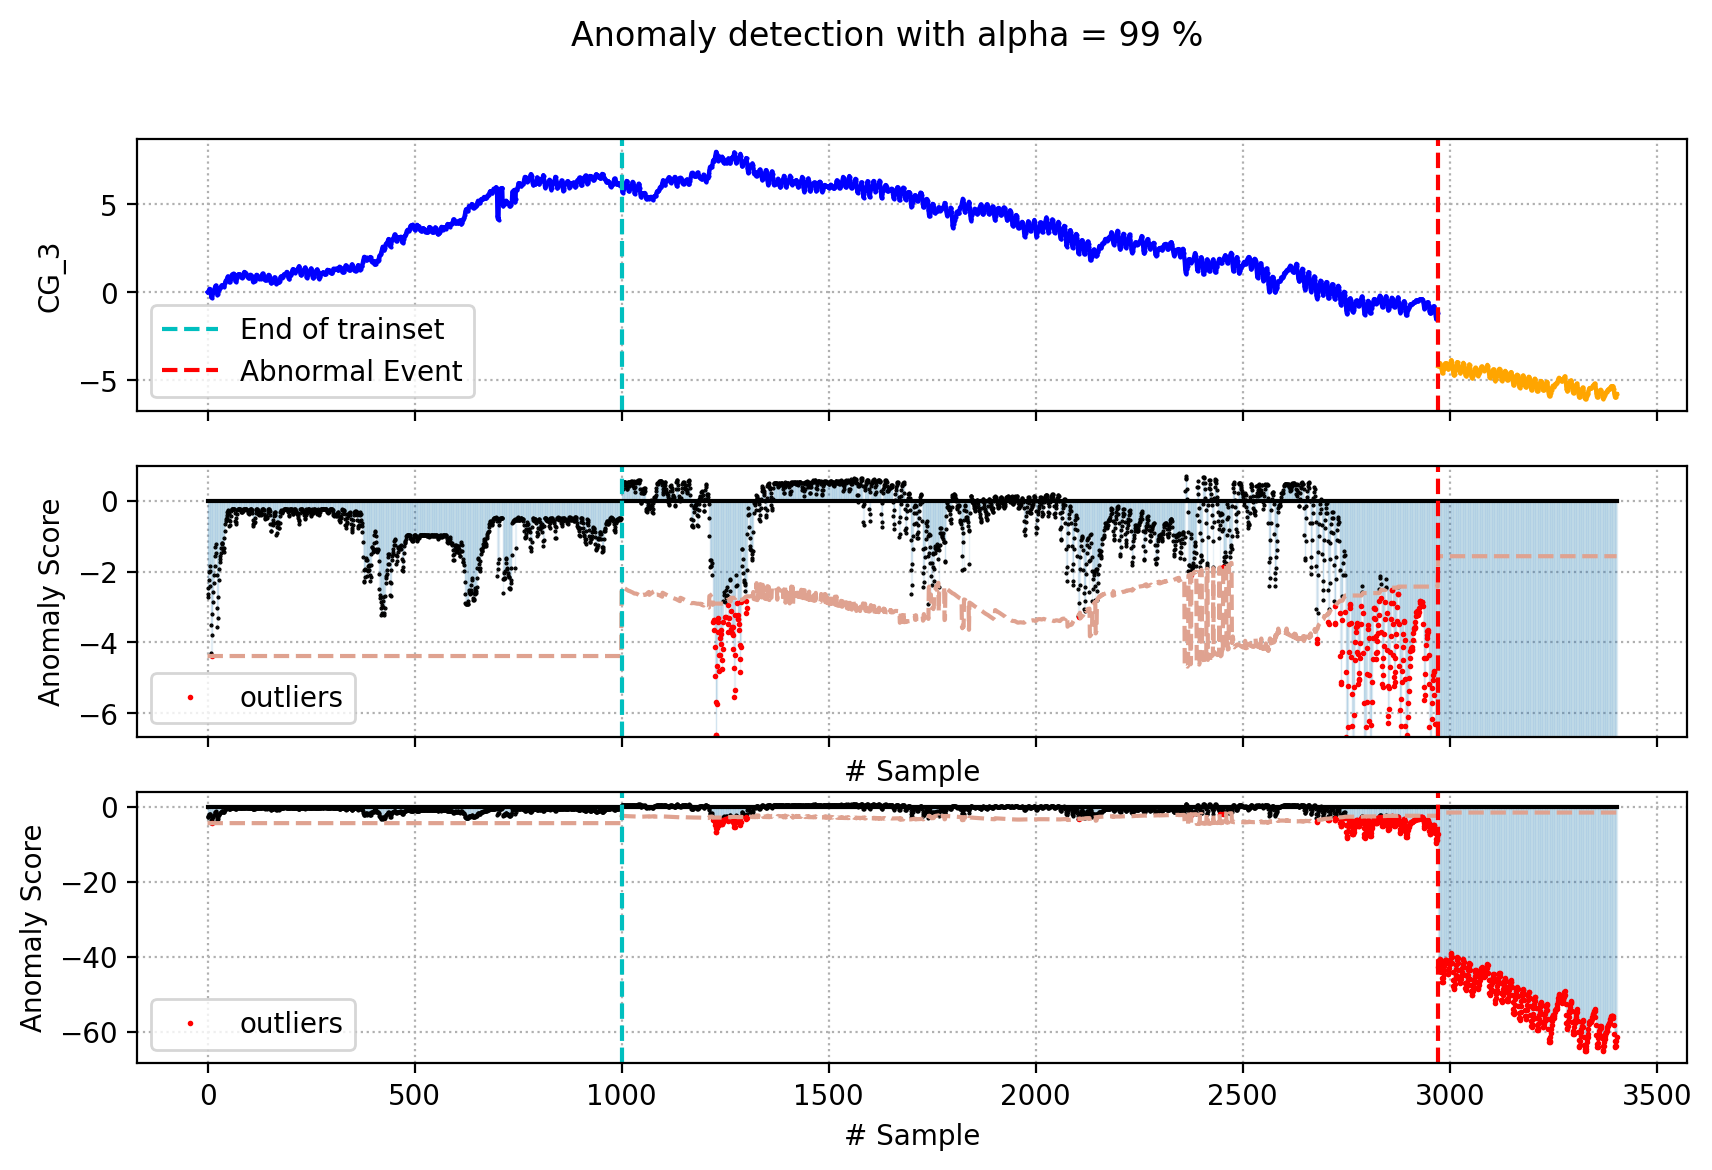 Anomaly detection with alpha = 99 %
CG_3
5
0
−5
End of trainset
Abnormal Event
Anomaly Score
0
−2
−4
−6
outliers
# Sample
Anomaly Score
0
−20
−40
−60
outliers
0 500 1000 1500 2000 2500 3000 3500
# Sample